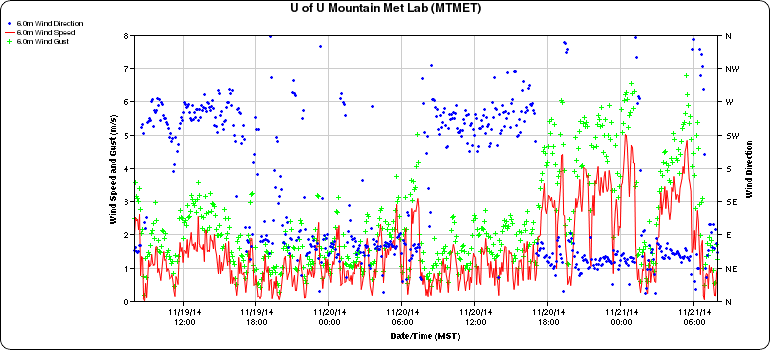 U of U Mountain Met Lab (MTMET)
6.0m Wind Direction
6.0m Wind Speed
6.0m Wind Gust
Wind Speed and Gust(m/s)
8
7
6
5
4
3
2
1
0
N
NW
W
SW
S
SE
E
NE
N
Wind Direction
11/19/14 11/19/14 11/20/14 11/20/14 11/20/14 11/20/14 11/21/14 11/21/14
12:00 18:00 00:00 06:00 12:00 18:00 00:00 06:00
Date/Time (MST)